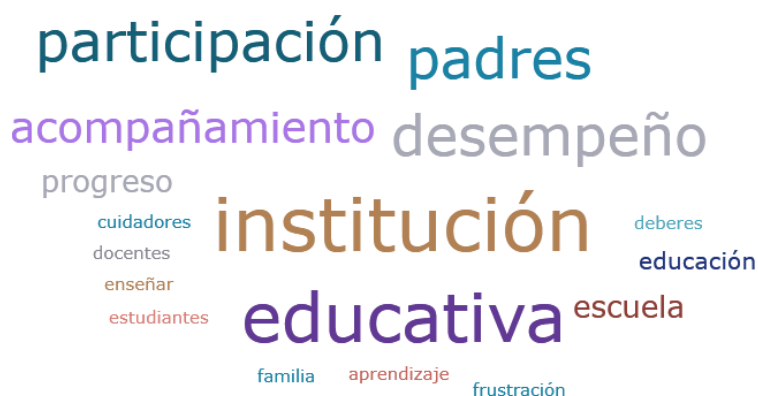 participación
padres
acompañamiento
desempeño
progreso
institución
cuidadores
deberes
docentes
educación
enseñar
educativa
escuela
estudiantes
familia
aprendizaje
frustración